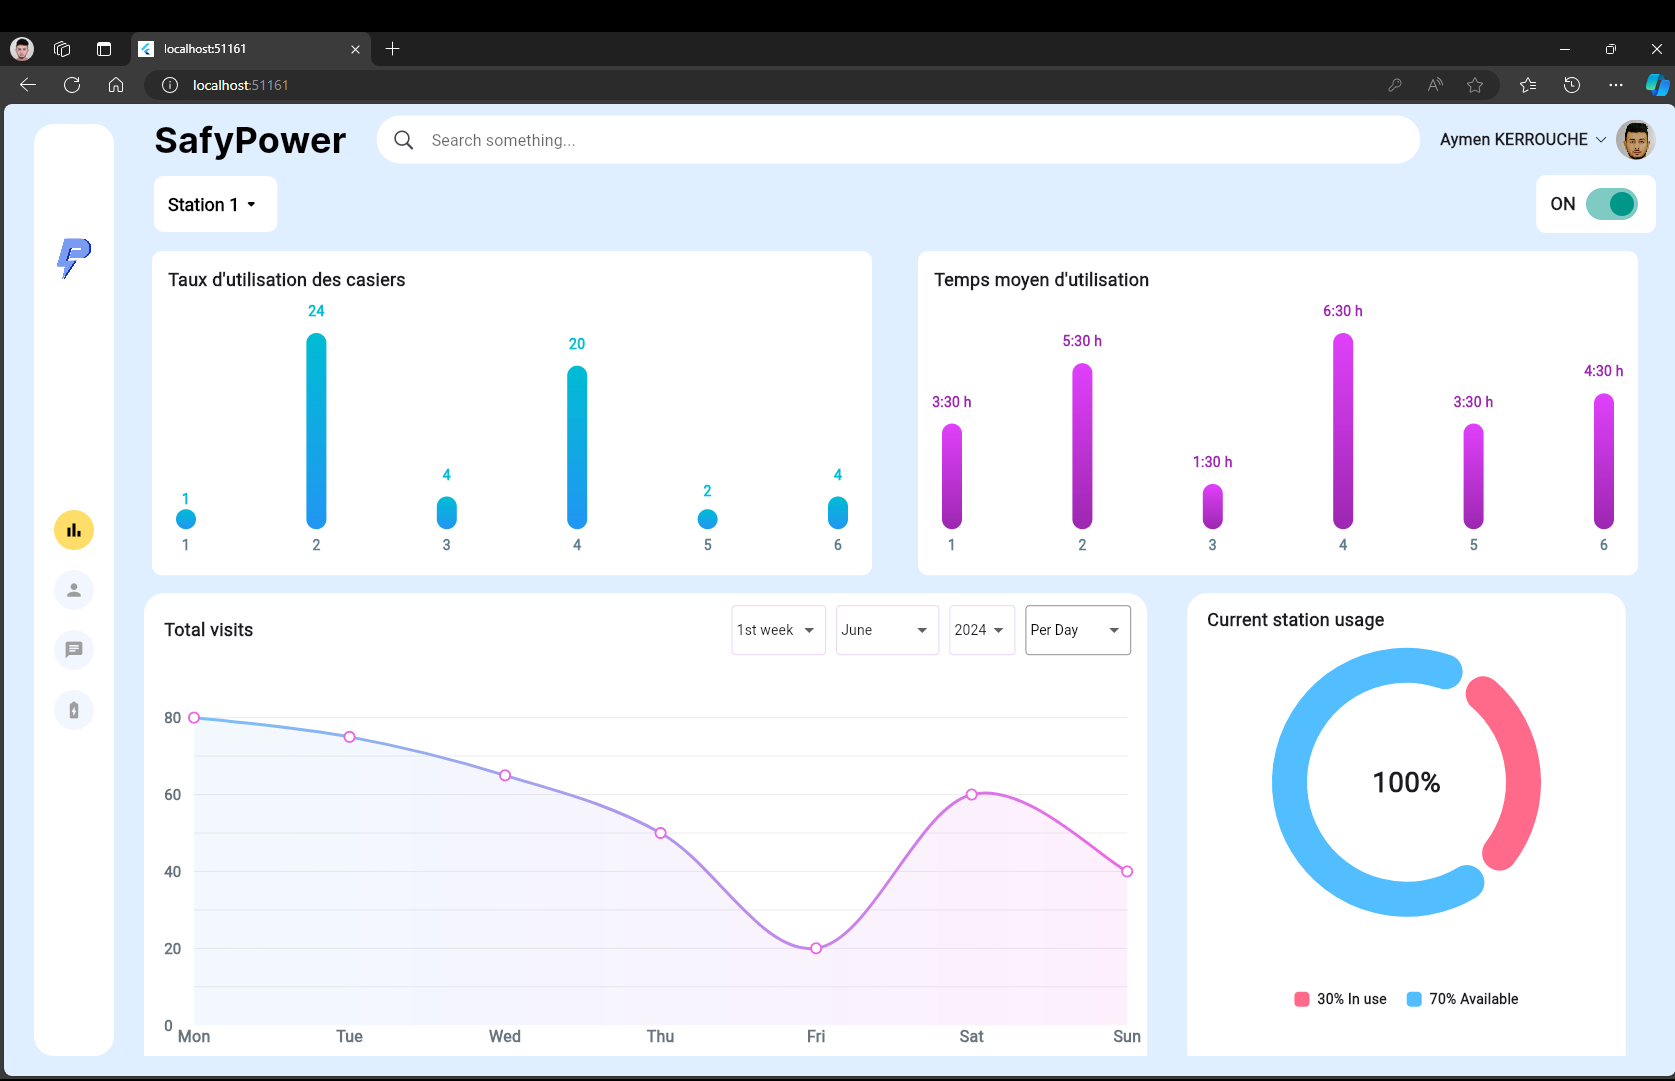 localhost:51161
localhost:51161
SafyPower
Search something...
Aymen KERROUCHE
Station 1
ON
Taux d'utilisation des casiers
24
20
4
4
2
1
1 2 3 4 5 6
Temps moyen d'utilisation
6:30 h
5:30 h
4:30 h
3:30 h
3:30 h
1:30 h
1 2 3 4 5 6
Total visits
1st week
June
2024
Per Day
80
60
40
20
0
Mon Tue Wed Thu Fri Sat Sun
Current station usage
100%
30% In use
70% Available